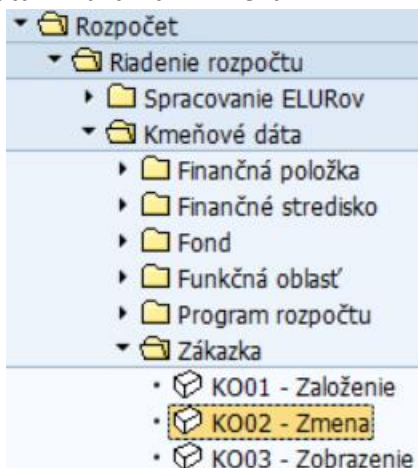 Rozpočet
Riadenie rozpočtu
Spracovanie ELURov
Kmeňové dáta
Finančná položka
Finančné stredisko
Fond
Funkčná oblasť
Program rozpočtu
Zákazka
KO01 - Založenie
KO02 - Zmena
KO03 - Zobrazenie